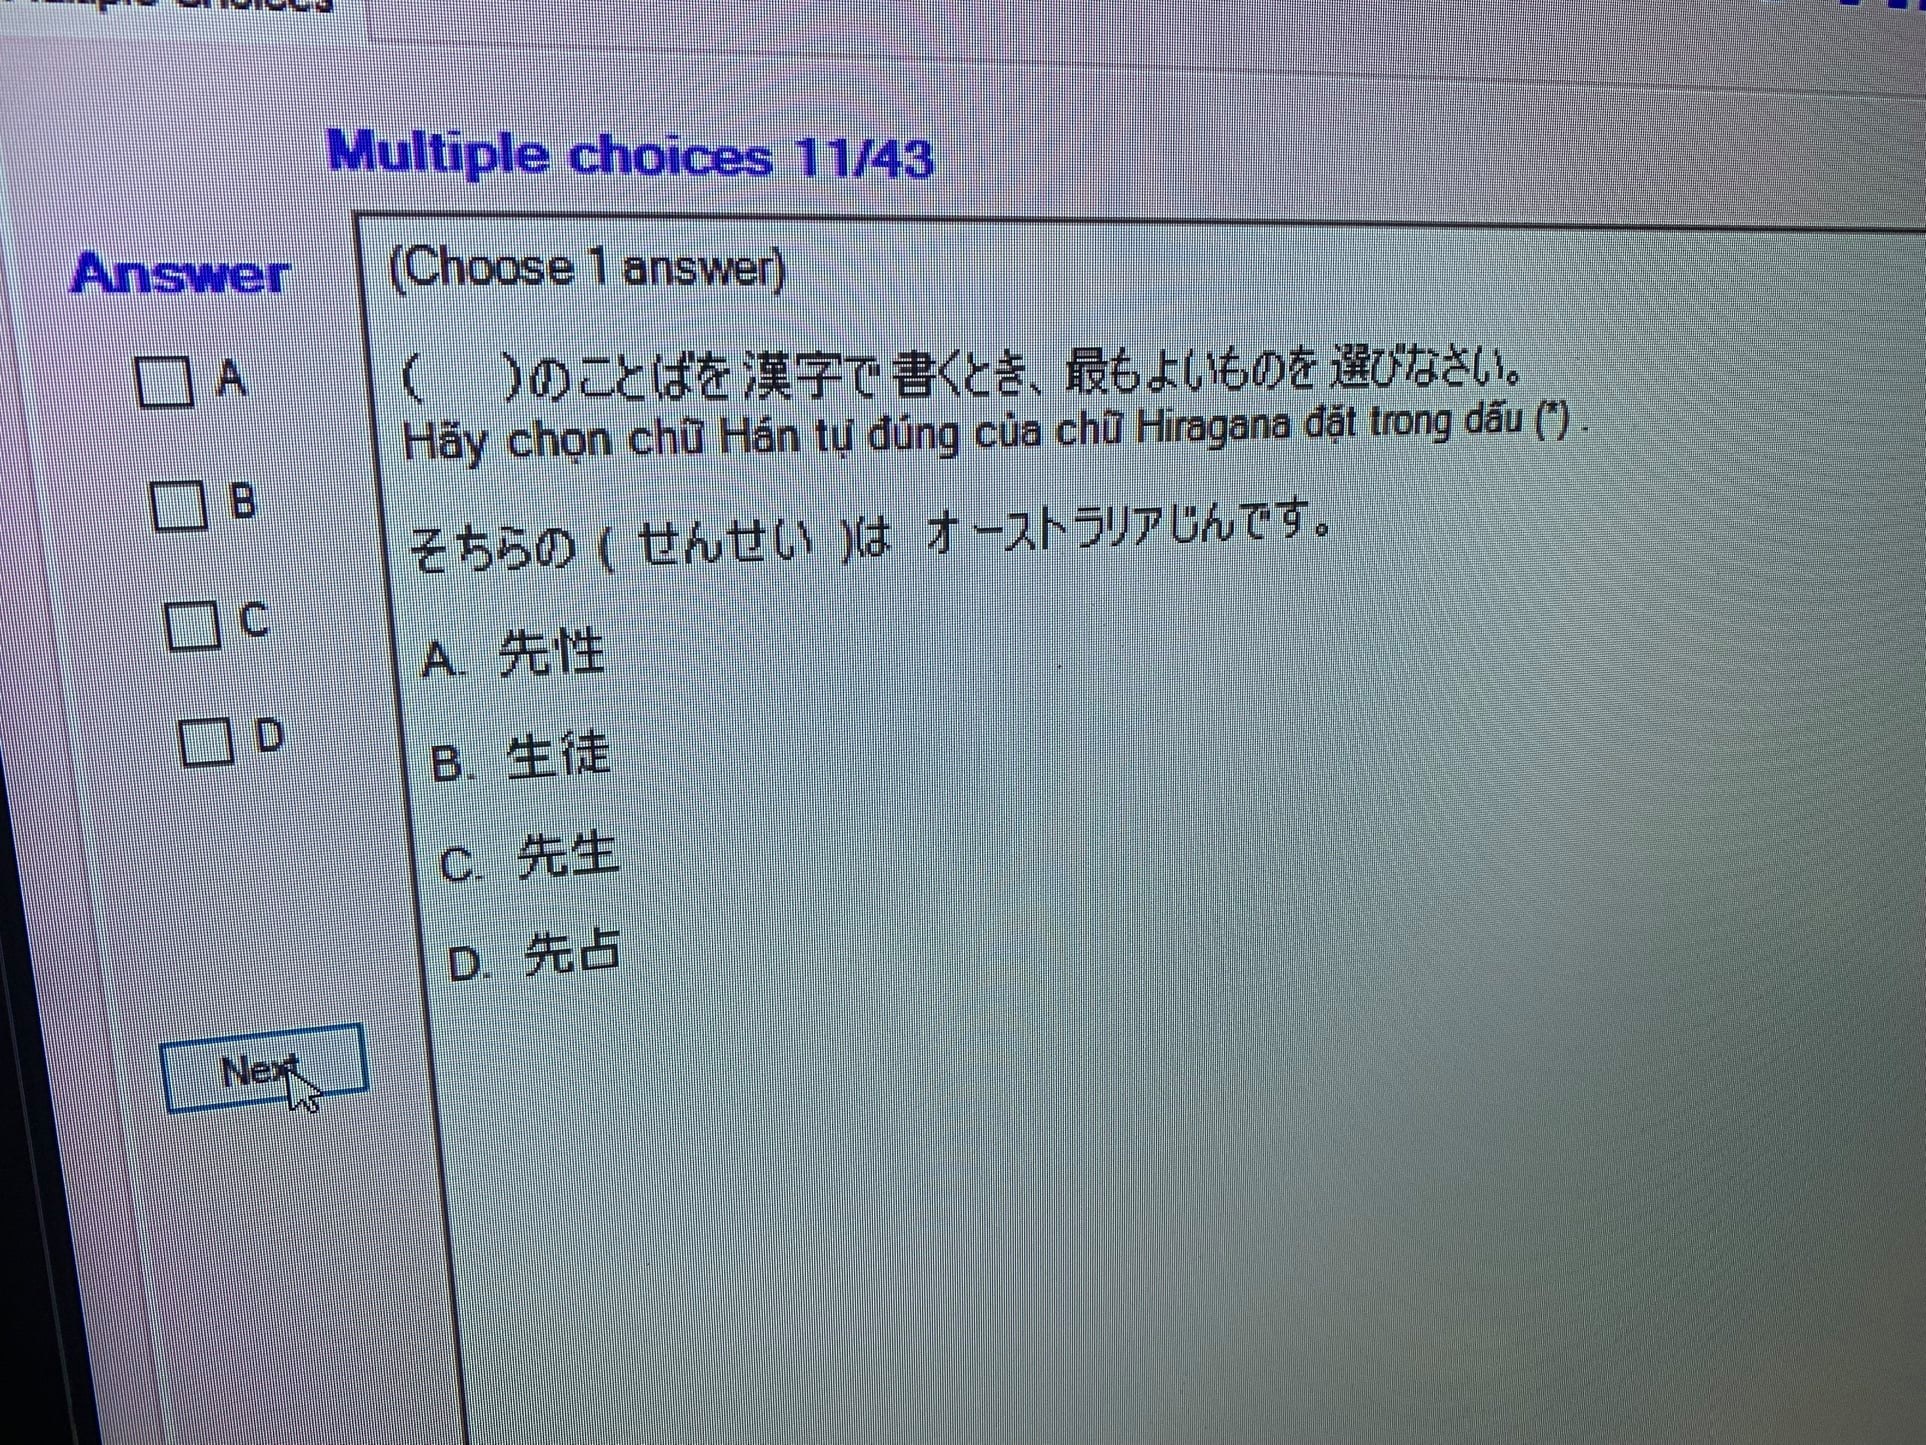 Multiple choices 11/43
Answer
(Choose 1 answer)
(　　)のことばを漢字で書くとき、最もよいものを選びなさい。
Hãy chọn chữ Hán tự đúng của chữ Hiragana đặt trong dấu (*) .
そちらの ( せんせい )は オーストラリアじんです。
A
B
C
D
A. 先性
B. 生徒
C. 先生
D. 先占
Next